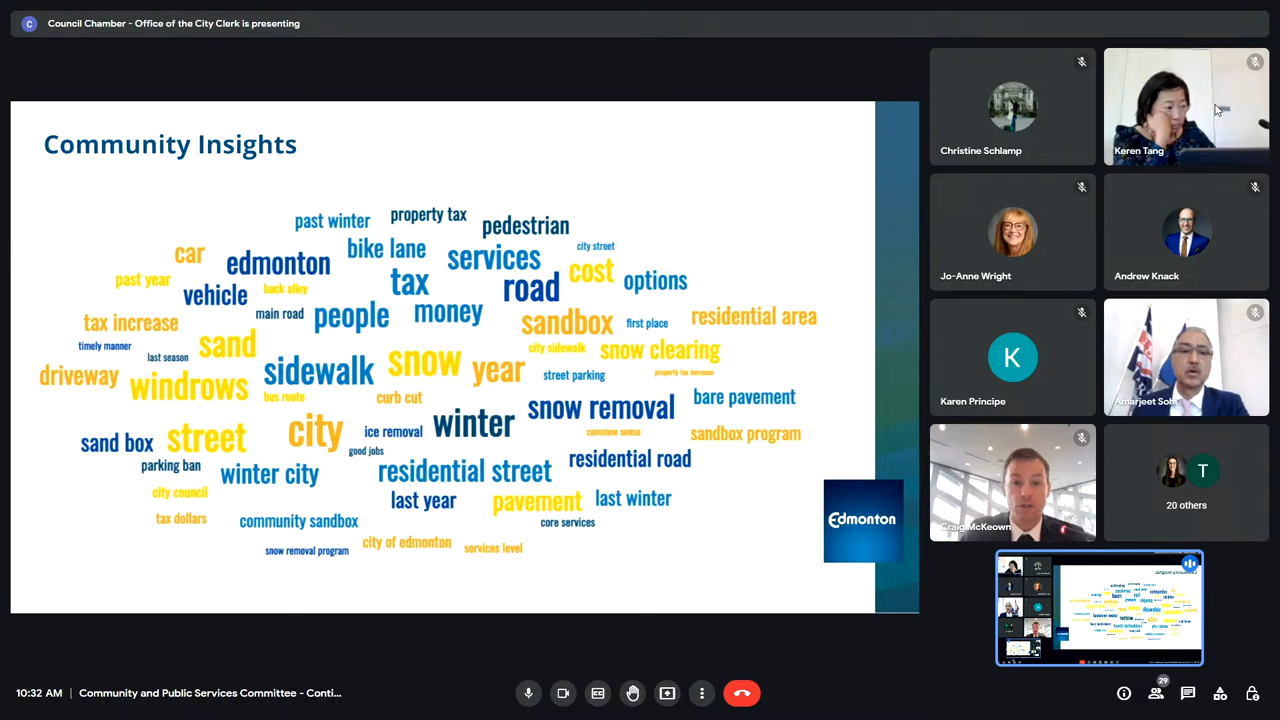 C
Council Chamber - Office of the City Clerk is presenting
Community Insights
past winter
property tax
pedestrian
car
edmonton
bike lane
services
city street
cost
options
past year
vehicle
back alley
tax
road
main road
people
money
sandbox
first place
residential area
tax increase
timely manner
last season
sand
sidewalk
snow
year
city sidewalk
snow clearing
street parking
property tax increase
driveway
windrows
bus route
curb cut
snow removal
bare pavement
sand box
street
city
ice removal
good jobs
winter
common sense
sandbox program
parking ban
winter city
residential street
residential road
city council
last year
pavement
last winter
tax dollars
community sandbox
core services
snow removal program
city of edmonton
services level
Edmonton
Christine Schlamp
Keren Tang
Jo-Anne Wright
Andrew Knack
K
Karen Principe
Amarjeet Sohi
Craig McKeown
T
20 others
10:32 AM | Community and Public Services Committee - Conti...
29